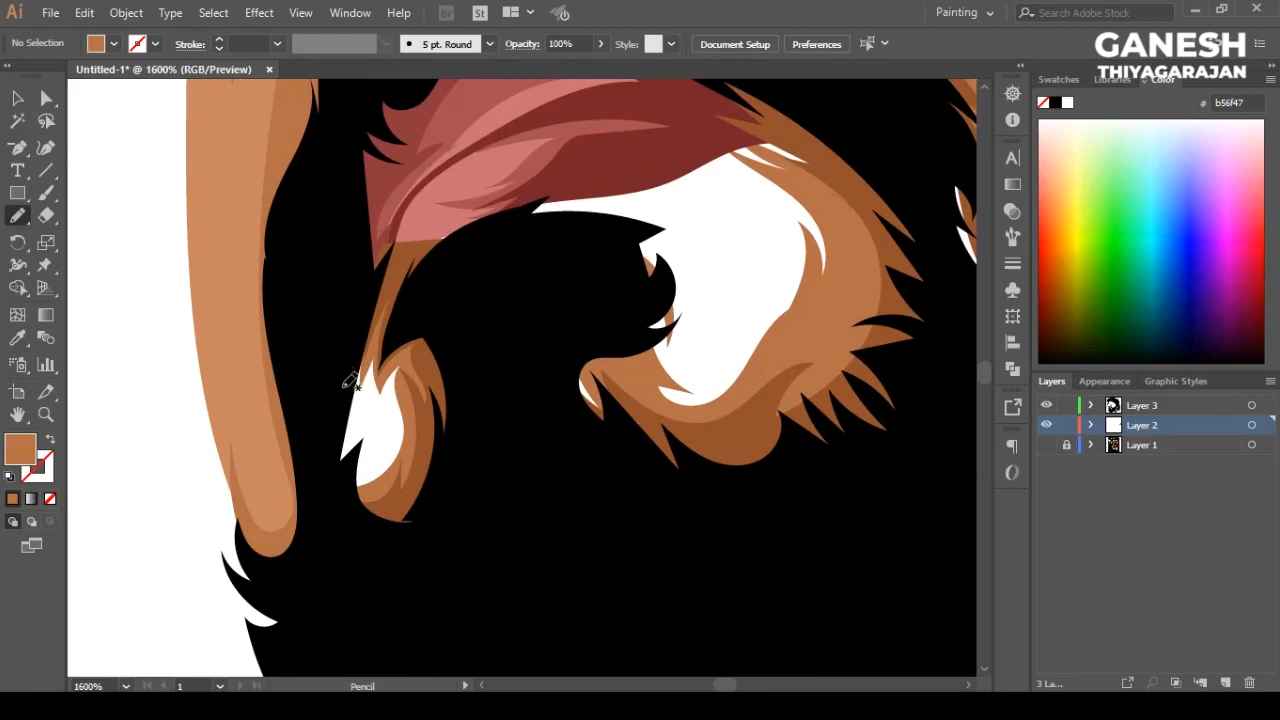 Ai File Edit Object Type Select Effect View Window Help Br St Painting Search Adobe Stock
No Selection Stroke: 5 pt. Round Opacity: 100% Style: Document Setup Preferences
GANESH
THIYAGARAJAN
Untitled-1* @ 1600% (RGB/Preview)
Swatches Libraries Color
# b56f47
Layers Appearance Graphic Styles
Layer 3
Layer 2
Layer 1
1600% 1 Pencil 3 La...